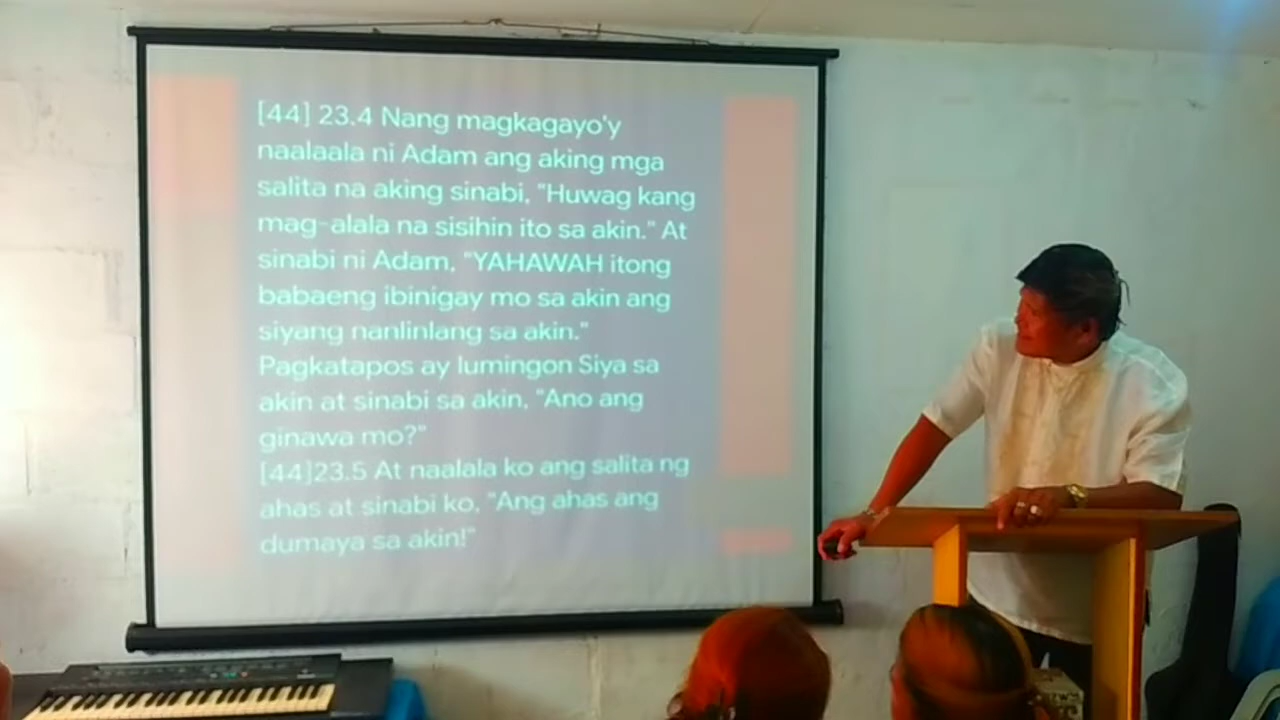 [44] 23.4 Nang magkagayo'y
naalaala ni Adam ang aking mga
salita na aking sinabi, "Huwag kang
mag-alala na sisihin ito sa akin." At
sinabi ni Adam, "YAHAWAH itong
babaeng ibinigay mo sa akin ang
siyang nanlinlang sa akin."
Pagkatapos ay lumingon Siya sa
akin at sinabi sa akin, "Ano ang
ginawa mo?"
[44]23.5 At naalala ko ang salita ng
ahas at sinabi ko, "Ang ahas ang
dumaya sa akin!"